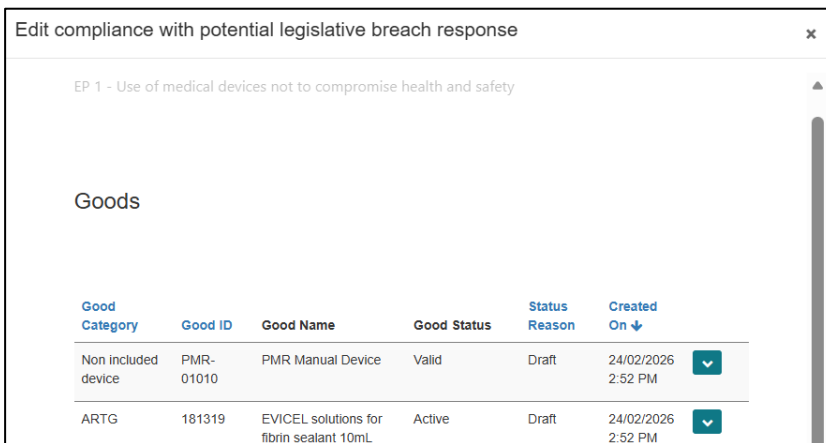 Edit compliance with potential legislative breach response ×
EP 1 - Use of medical devices not to compromise health and safety
Goods
Good Category Good ID Good Name Good Status Status Reason Created On ↓
Non included device PMR-01010 PMR Manual Device Valid Draft 24/02/2026 2:52 PM
ARTG 181319 EVICEL solutions for fibrin sealant 10mL Active Draft 24/02/2026 2:52 PM